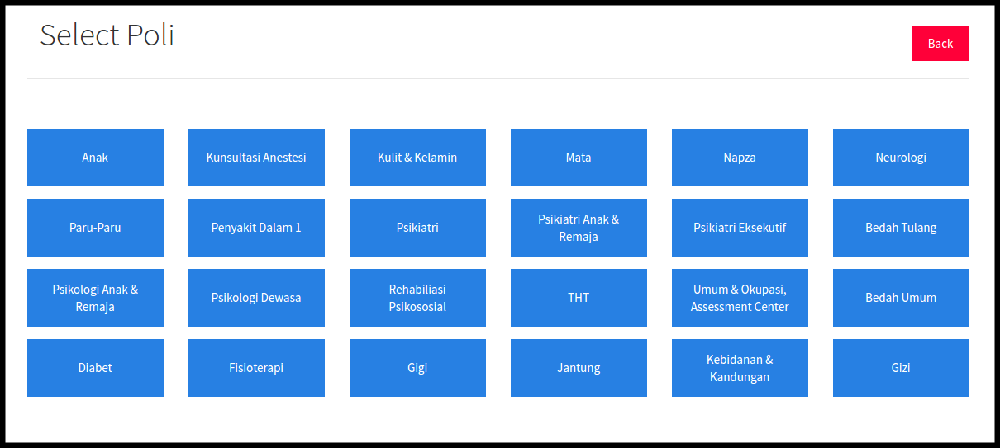 Select Poli
Back
Anak
Kunsultasi Anestesi
Kulit & Kelamin
Mata
Napza
Neurologi
Paru-Paru
Penyakit Dalam 1
Psikiatri
Psikiatri Anak &
Remaja
Psikiatri Eksekutif
Bedah Tulang
Psikologi Anak &
Remaja
Psikologi Dewasa
Rehabiliasi
Psikososial
THT
Umum & Okupasi,
Assessment Center
Bedah Umum
Diabet
Fisioterapi
Gigi
Jantung
Kebidanan &
Kandungan
Gizi